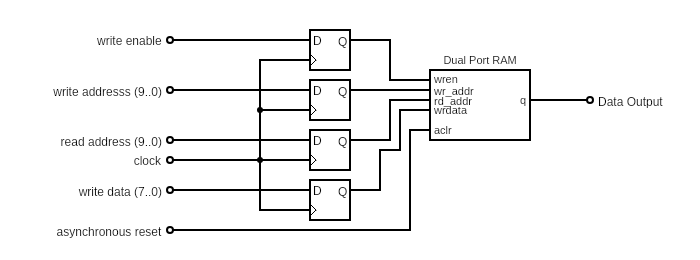 write enable
D Q
Dual Port RAM
wren
write addresss (9..0)
D Q
wr_addr
rd_addr
q
Data Output
wrdata
read address (9..0)
D Q
aclr
clock
write data (7..0)
D Q
asynchronous reset